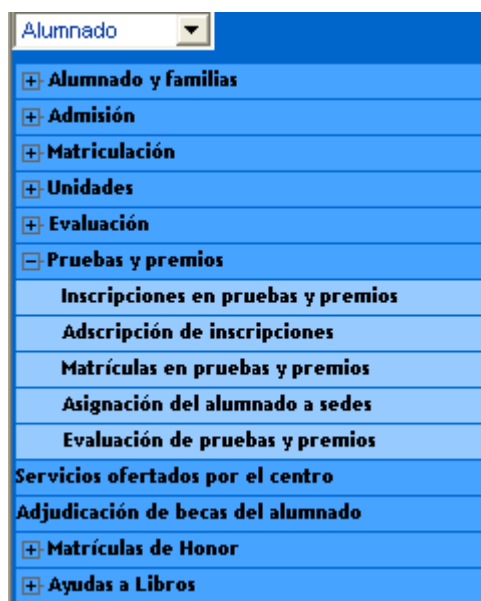 Alumnado
Alumnado y familias
Admisión
Matriculación
Unidades
Evaluación
Pruebas y premios
Inscripciones en pruebas y premios
Adscripción de inscripciones
Matrículas en pruebas y premios
Asignación del alumnado a sedes
Evaluación de pruebas y premios
Servicios ofertados por el centro
Adjudicación de becas del alumnado
Matrículas de Honor
Ayudas a Libros